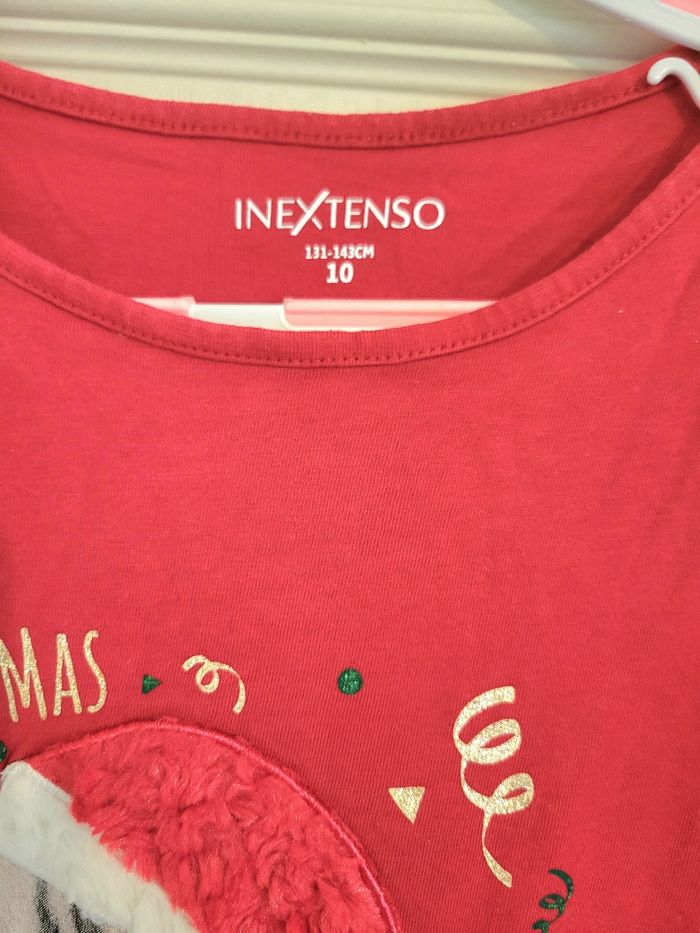 INEXTENSO
131-143CM
10
MAS